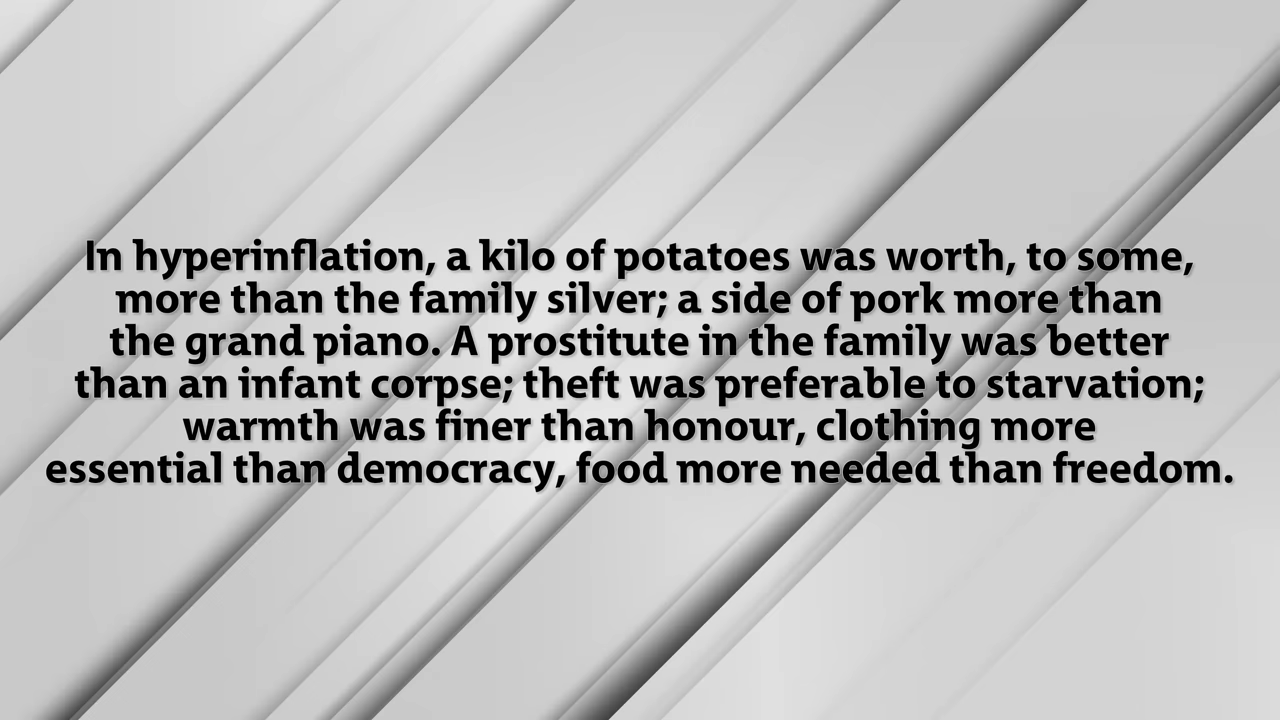 In hyperinflation, a kilo of potatoes was worth, to some,
more than the family silver; a side of pork more than
the grand piano. A prostitute in the family was better
than an infant corpse; theft was preferable to starvation;
warmth was finer than honour, clothing more
essential than democracy, food more needed than freedom.